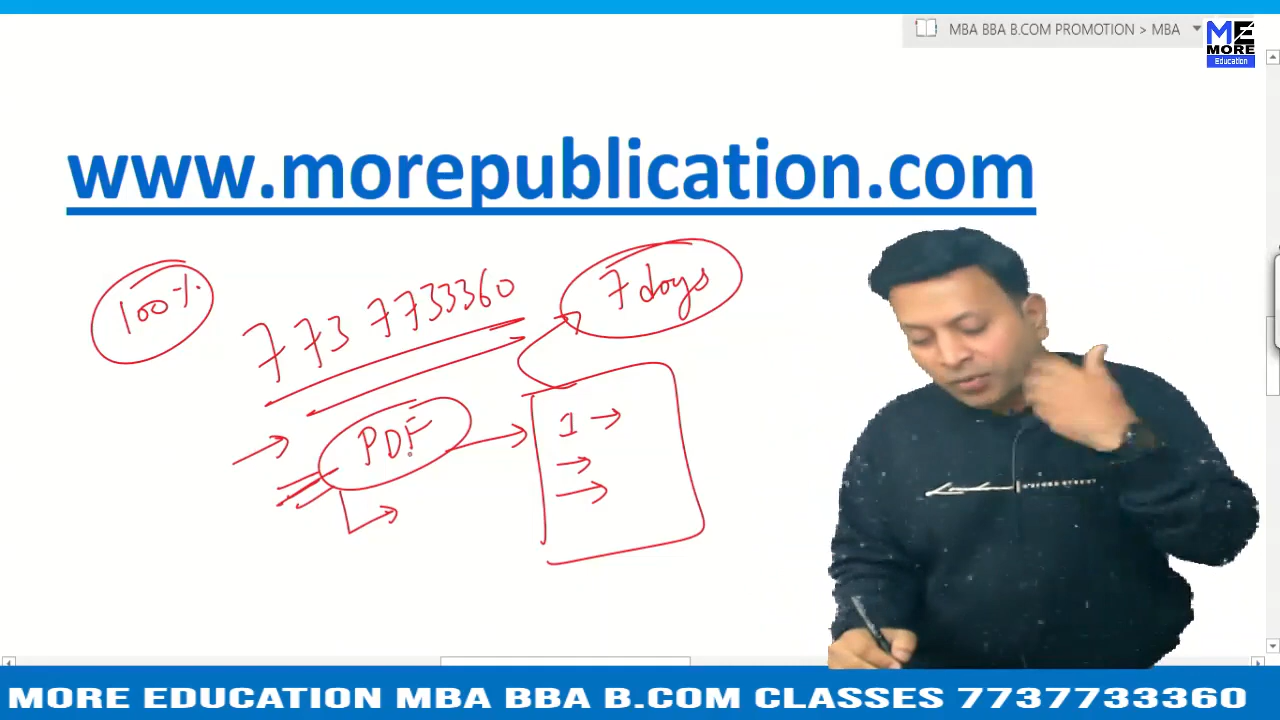 MBA BBA B.COM PROMOTION > MBA
ME
MORE
Education
www.morepublication.com
100%
773 7733360
7 days
PDF
1 →
MORE EDUCATION MBA BBA B.COM CLASSES 7737733360